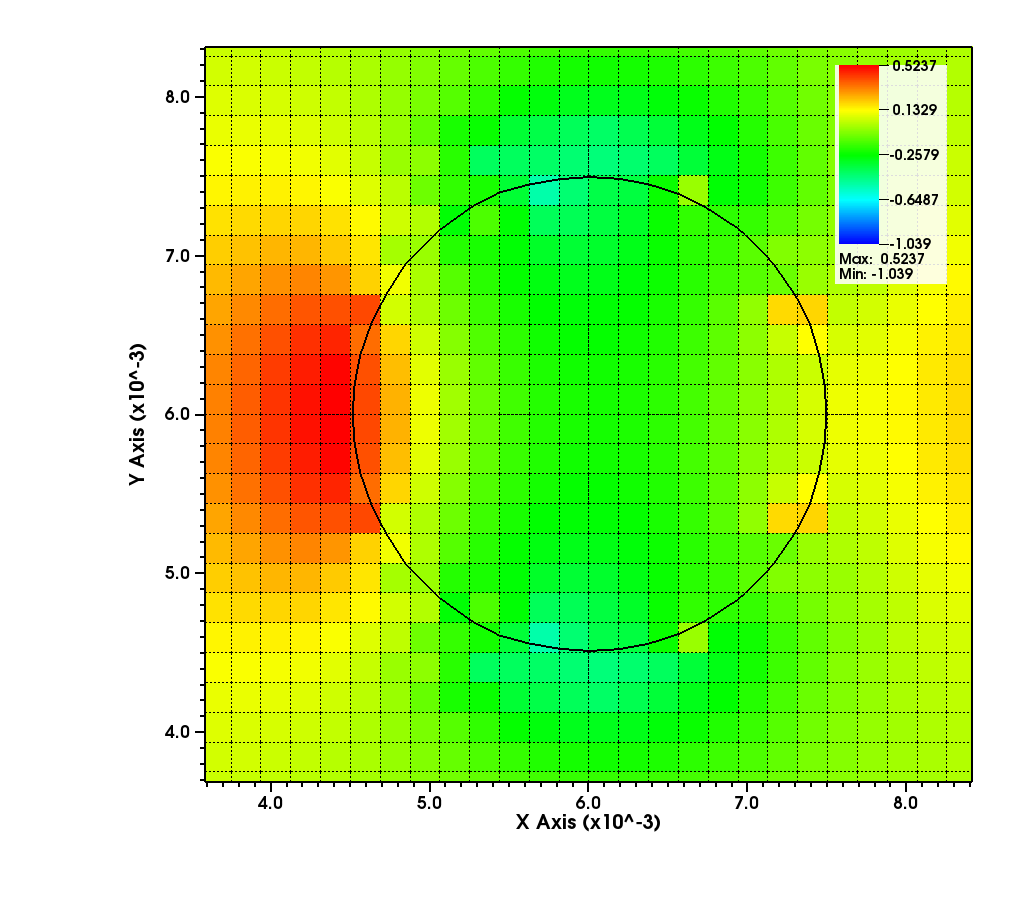 8.0
7.0
6.0
5.0
4.0
Y Axis (x10^-3)
4.0 5.0 6.0 7.0 8.0
X Axis (x10^-3)
0.5237
0.1329
-0.2579
-0.6487
-1.039
Max: 0.5237
Min: -1.039